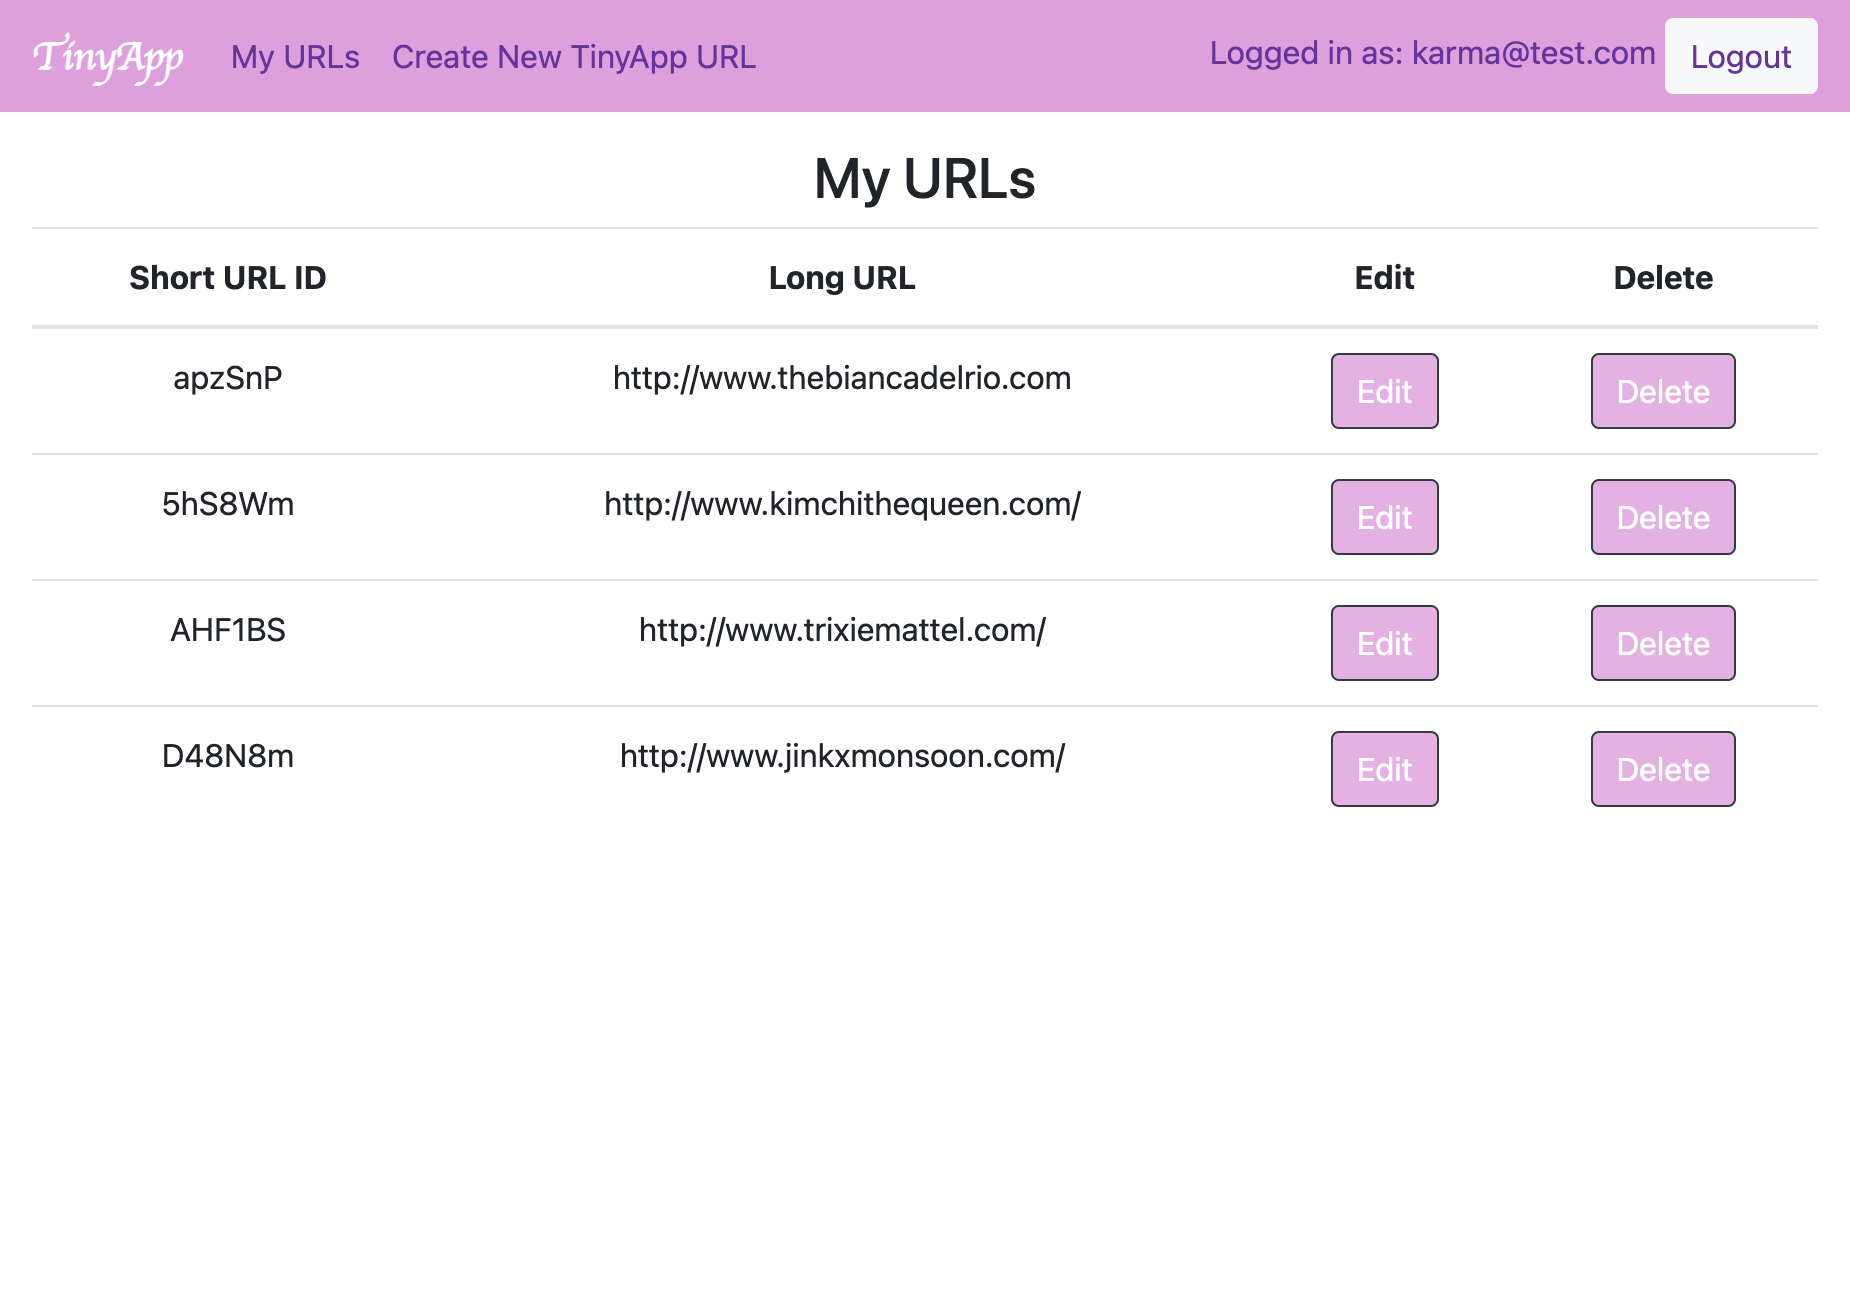 TinyApp My URLs Create New TinyApp URL Logged in as: karma@test.com Logout
My URLs
Short URL ID Long URL Edit Delete
apzSnP http://www.thebiancadelrio.com Edit Delete
5hS8Wm http://www.kimchithequeen.com/ Edit Delete
AHF1BS http://www.trixiemattel.com/ Edit Delete
D48N8m http://www.jinkxmonsoon.com/ Edit Delete